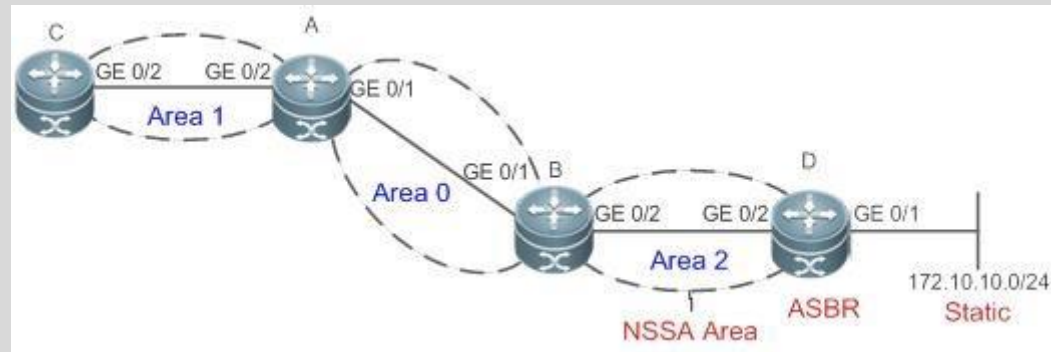 C
A
GE 0/2
GE 0/2
GE 0/1
Area 1
Area 0
GE 0/1
B
D
GE 0/2
GE 0/2
GE 0/1
Area 2
172.10.10.0/24
ASBR
Static
NSSA Area